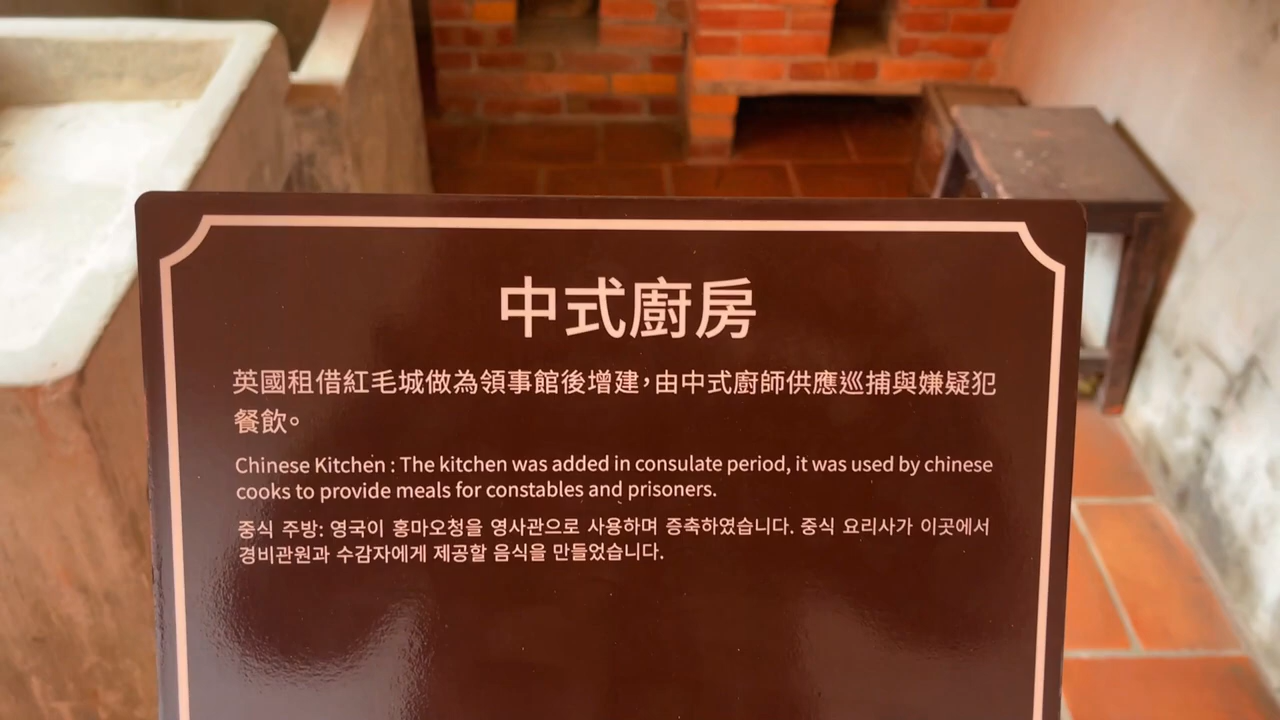 中式廚房
英國租借紅毛城做為領事館後增建,由中式廚師供應巡捕與嫌疑犯
餐飲。
Chinese Kitchen : The kitchen was added in consulate period, it was used by chinese
cooks to provide meals for constables and prisoners.
중식 주방: 영국이 홍마오청을 영사관으로 사용하며 증축하였습니다. 중식 요리사가 이곳에서
경비관원과 수감자에게 제공할 음식을 만들었습니다.